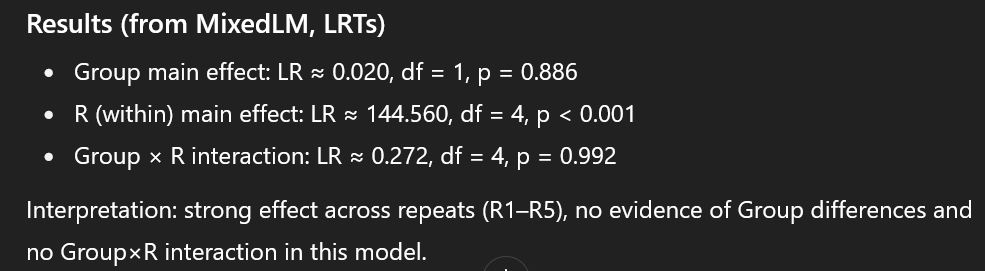 Results (from MixedLM, LRTs)
• Group main effect: LR ≈ 0.020, df = 1, p = 0.886
• R (within) main effect: LR ≈ 144.560, df = 4, p < 0.001
• Group × R interaction: LR ≈ 0.272, df = 4, p = 0.992
Interpretation: strong effect across repeats (R1–R5), no evidence of Group differences and
no Group×R interaction in this model.